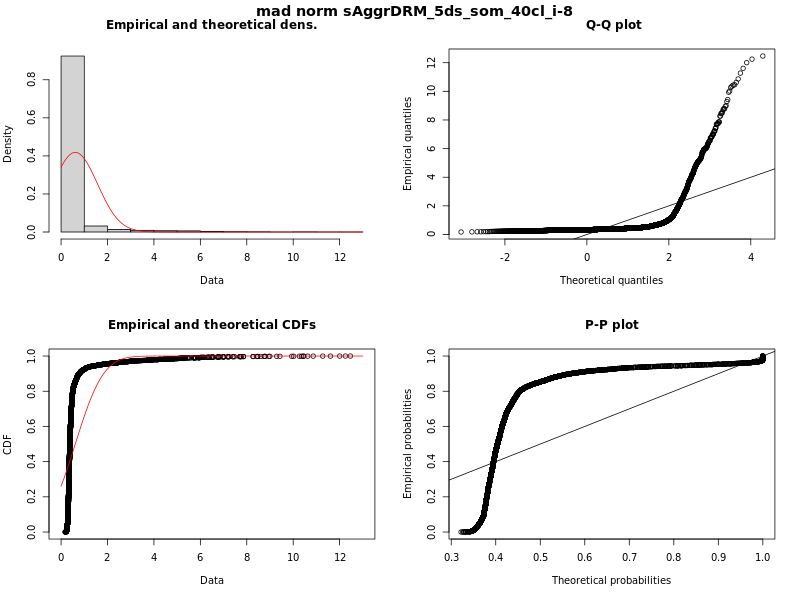 mad norm sAggrDRM_5ds_som_40cl_i-8
Empirical and theoretical dens.
Density
0.0 0.2 0.4 0.6 0.8
0 2 4 6 8 10 12
Data
Q-Q plot
Empirical quantiles
0 2 4 6 8 10 12
-2 0 2 4
Theoretical quantiles
Empirical and theoretical CDFs
CDF
0.0 0.2 0.4 0.6 0.8 1.0
0 2 4 6 8 10 12
Data
P-P plot
Empirical probabilities
0.0 0.2 0.4 0.6 0.8 1.0
0.3 0.4 0.5 0.6 0.7 0.8 0.9 1.0
Theoretical probabilities